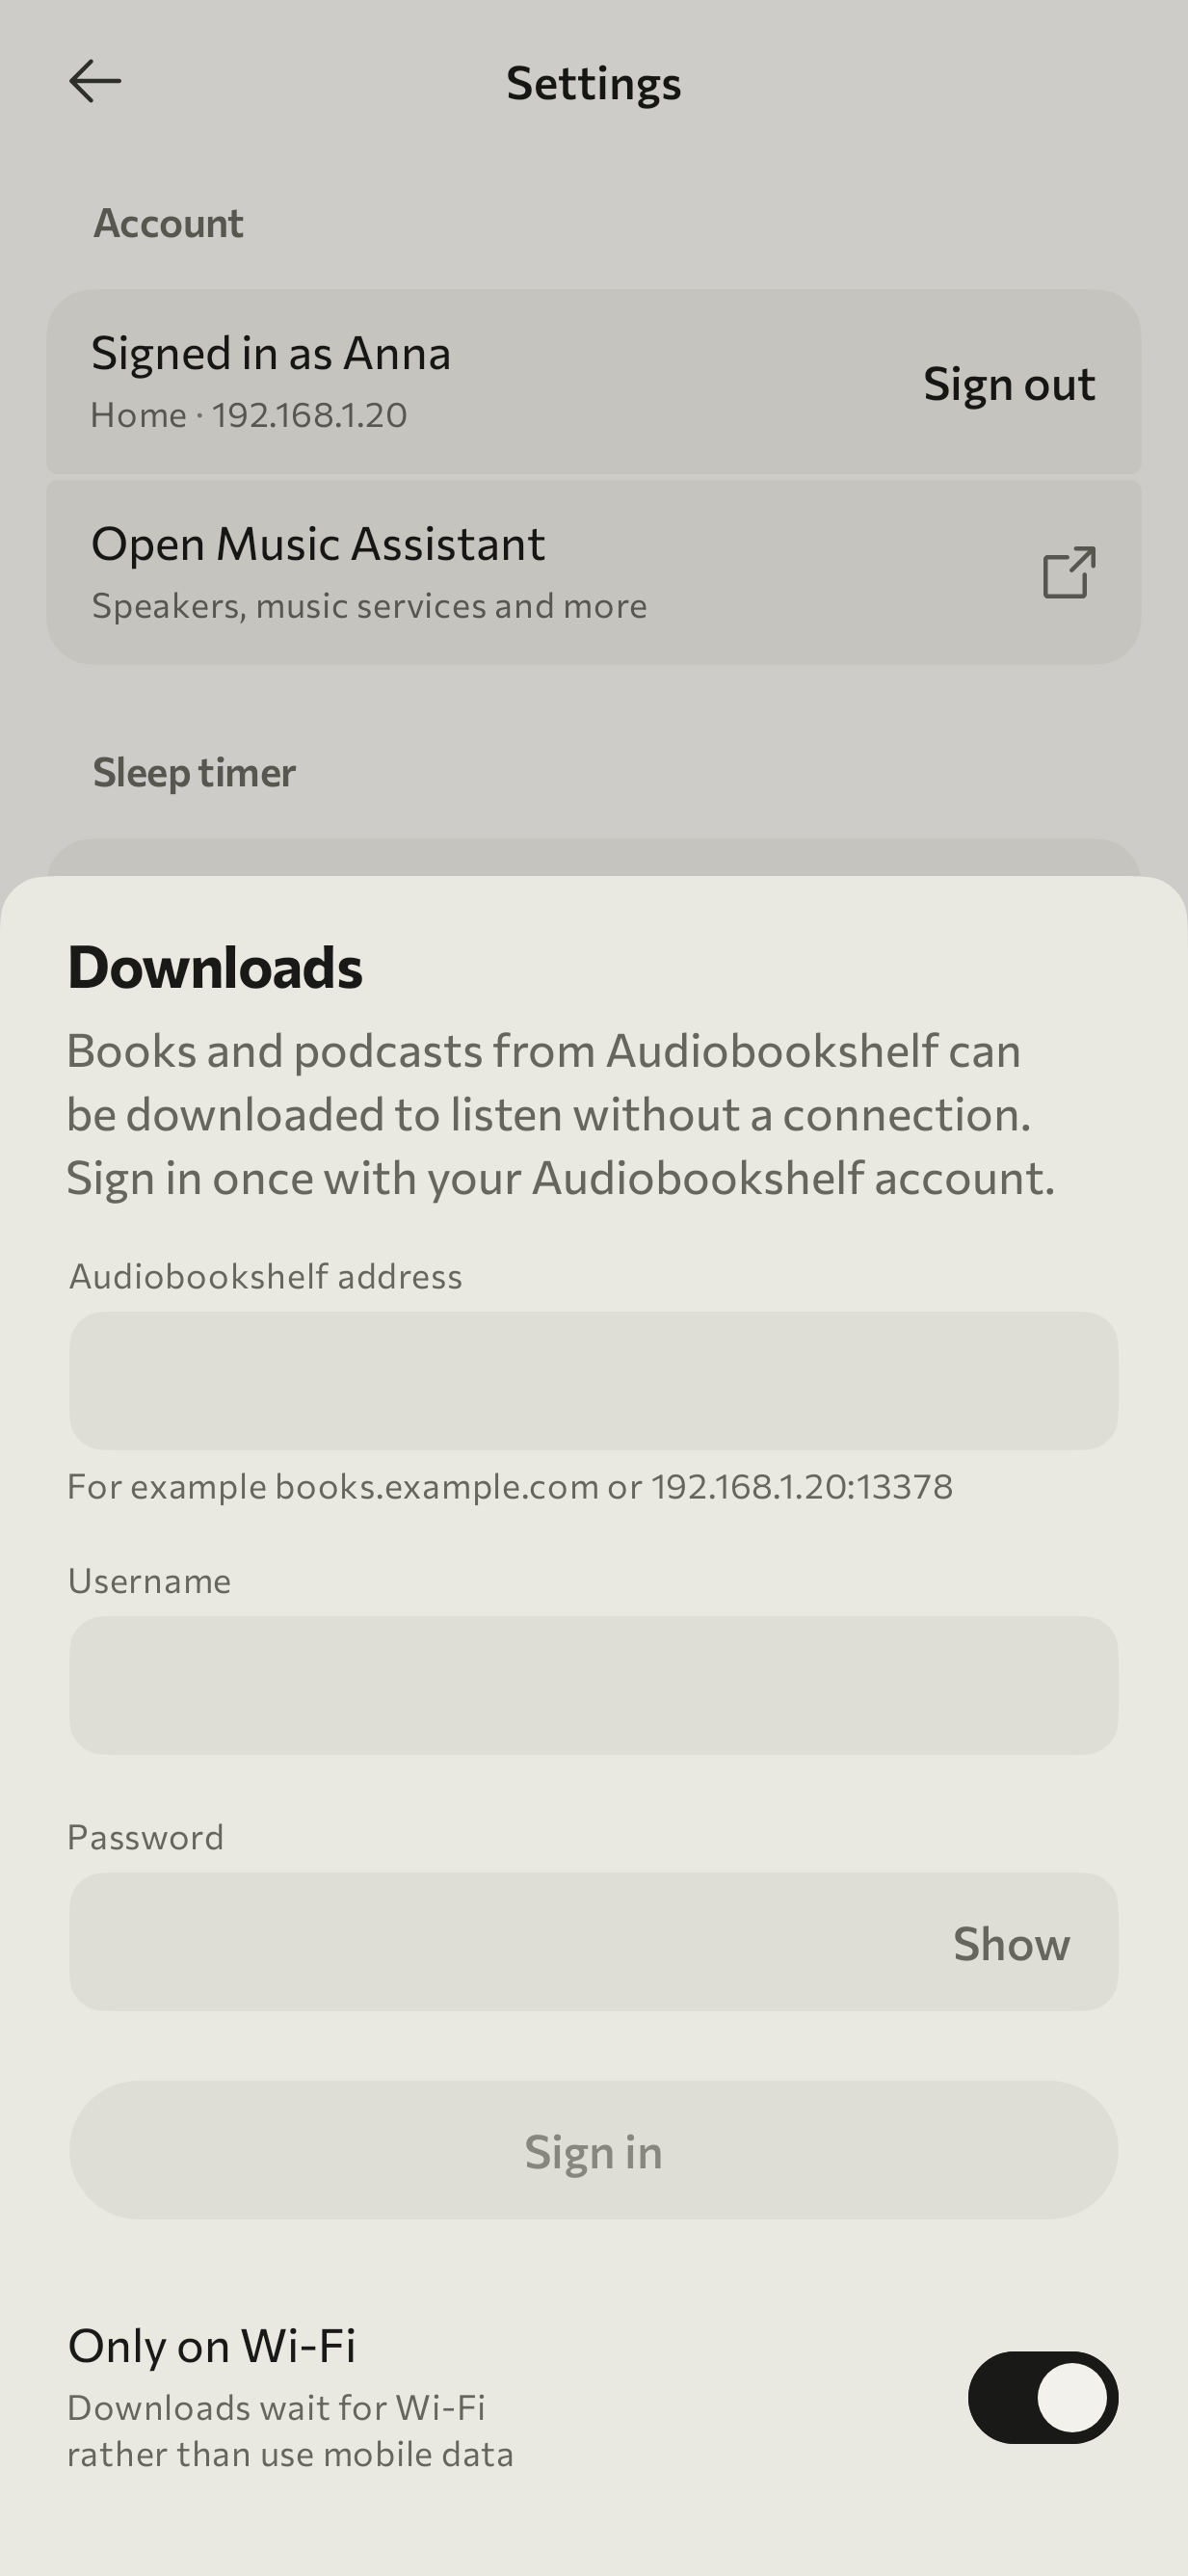 Settings
Account
Signed in as Anna
Home · 192.168.1.20
Sign out
Open Music Assistant
Speakers, music services and more
Sleep timer
Downloads
Books and podcasts from Audiobookshelf can
be downloaded to listen without a connection.
Sign in once with your Audiobookshelf account.
Audiobookshelf address
For example books.example.com or 192.168.1.20:13378
Username
Password
Show
Sign in
Only on Wi-Fi
Downloads wait for Wi-Fi
rather than use mobile data